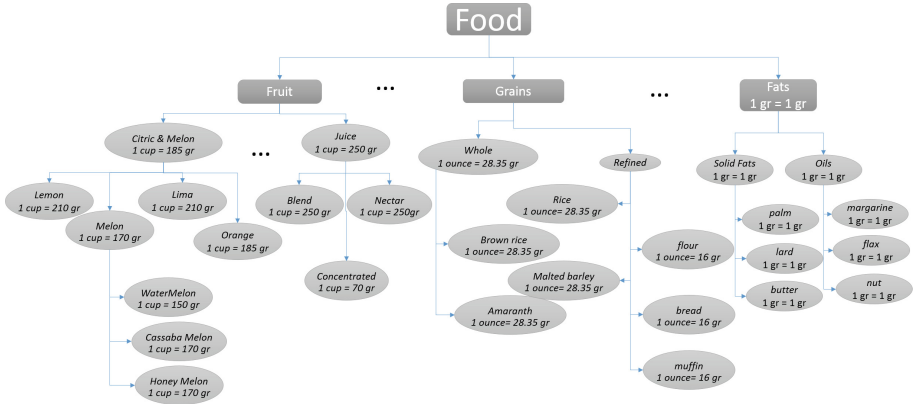 Food
Fruit
...
Grains
...
Fats
1 gr = 1 gr
Citric & Melon
1 cup = 185 gr
...
Juice
1 cup = 250 gr
Whole
1 ounce = 28.35 gr
Refined
Solid Fats
1 gr = 1 gr
Oils
1 gr = 1 gr
Lemon
1 cup = 210 gr
Melon
1 cup = 170 gr
Lima
1 cup = 210 gr
Orange
1 cup = 185 gr
Blend
1 cup = 250 gr
Nectar
1 cup = 250gr
Concentrated
1 cup = 70 gr
WaterMelon
1 cup = 150 gr
Cassaba Melon
1 cup = 170 gr
Honey Melon
1 cup = 170 gr
Brown rice
1 ounce= 28.35 gr
Amaranth
1 ounce= 28.35 gr
Rice
1 ounce= 28.35 gr
flour
1 ounce= 16 gr
Malted barley
1 ounce= 28.35 gr
bread
1 ounce= 16 gr
muffin
1 ounce= 16 gr
palm
1 gr = 1 gr
lard
1 gr = 1 gr
butter
1 gr = 1 gr
margarine
1 gr = 1 gr
flax
1 gr = 1 gr
nut
1 gr = 1 gr